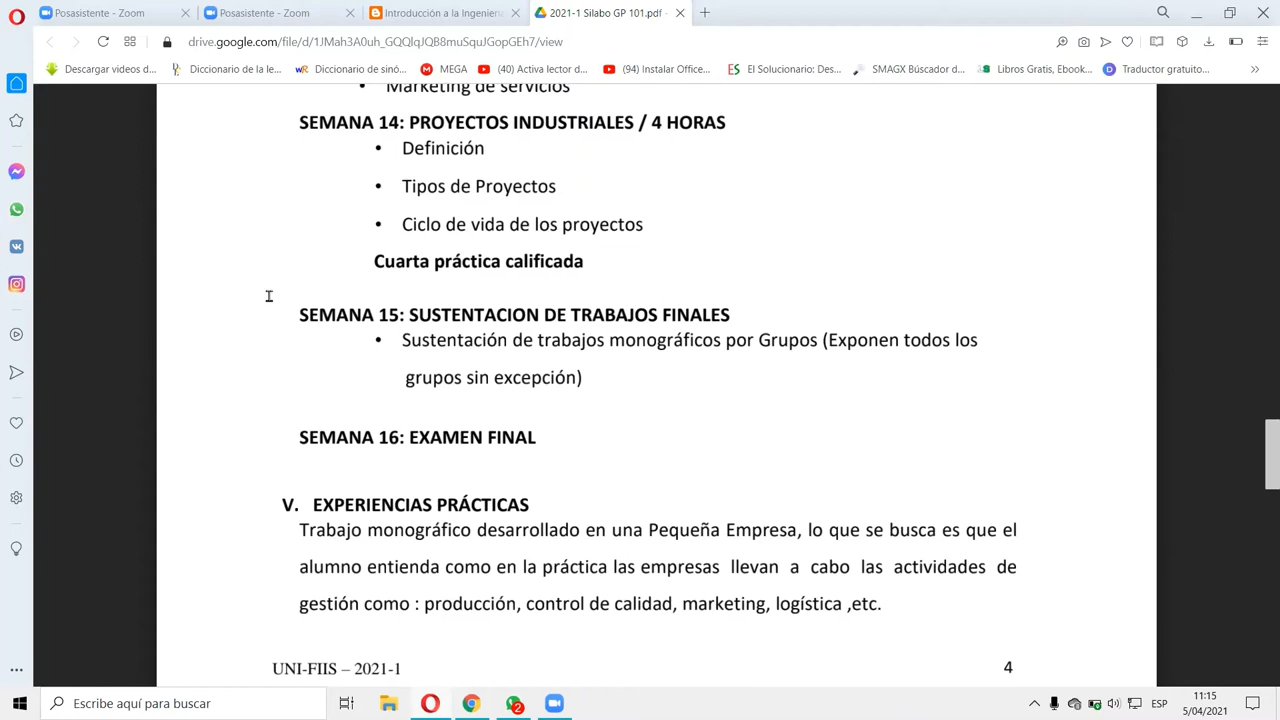 Posasistente - Zoom
Posasistente - Zoom
Introducción a la Ingeniería
2021-1 Silabo GP 101.pdf -
drive.google.com/file/d/1JMah3A0uh_GQQlqJQB8muSquJGopGEh7/view
Descargar videos d...
Diccionario de la le...
Diccionario de sinó...
MEGA
(40) Activa lector d...
(94) Instalar Office...
El Solucionario: Des...
SMAGX Búscador d...
Libros Gratis, Ebook...
Traductor gratuito...
• Marketing de servicios
SEMANA 14: PROYECTOS INDUSTRIALES / 4 HORAS
• Definición
• Tipos de Proyectos
• Ciclo de vida de los proyectos
Cuarta práctica calificada
SEMANA 15: SUSTENTACION DE TRABAJOS FINALES
• Sustentación de trabajos monográficos por Grupos (Exponen todos los
grupos sin excepción)
SEMANA 16: EXAMEN FINAL
V. EXPERIENCIAS PRÁCTICAS
Trabajo monográfico desarrollado en una Pequeña Empresa, lo que se busca es que el
alumno entienda como en la práctica las empresas llevan a cabo las actividades de
gestión como : producción, control de calidad, marketing, logística ,etc.
UNI-FIIS – 2021-1
4
Escribe aquí para buscar
2
ESP
11:15
5/04/2021